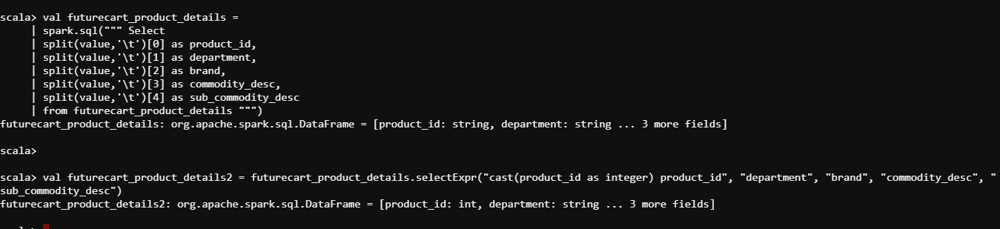 scala> val futurecart_product_details =
| spark.sql(""" Select
| split(value,'\t')[0] as product_id,
| split(value,'\t')[1] as department,
| split(value,'\t')[2] as brand,
| split(value,'\t')[3] as commodity_desc,
| split(value,'\t')[4] as sub_commodity_desc
| from futurecart_product_details """)
futurecart_product_details: org.apache.spark.sql.DataFrame = [product_id: string, department: string ... 3 more fields]
scala>
scala> val futurecart_product_details2 = futurecart_product_details.selectExpr("cast(product_id as integer) product_id", "department", "brand", "commodity_desc", "
sub_commodity_desc")
futurecart_product_details2: org.apache.spark.sql.DataFrame = [product_id: int, department: string ... 3 more fields]